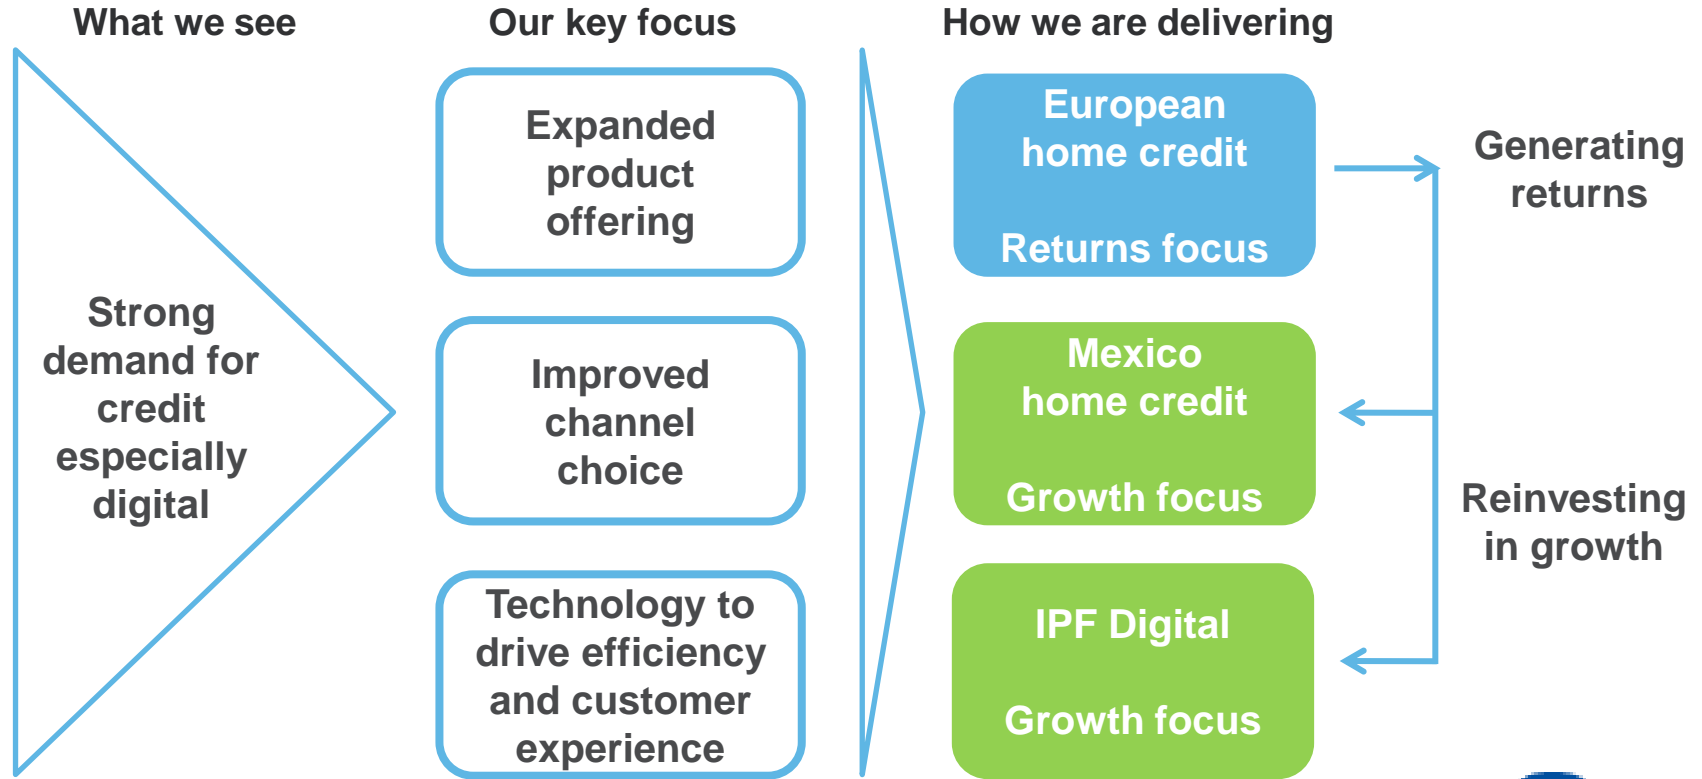 What we see
Our key focus
How we are delivering
Strong
demand for
credit
especially
digital
Expanded
product
offering
Improved
channel
choice
Technology to
drive efficiency
and customer
experience
European
home credit
Returns focus
Mexico
home credit
Growth focus
IPF Digital
Growth focus
Generating
returns
Reinvesting
in growth